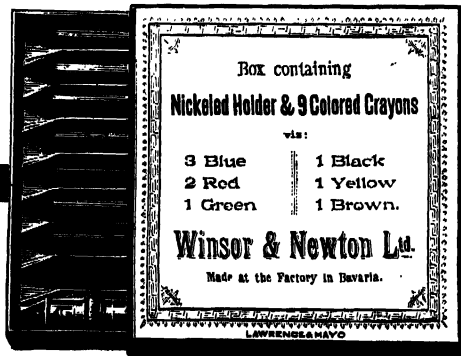 Box containing
Nickeled Holder & 9 Colored Crayons
viz:
3 Blue
2 Red
1 Green
1 Black
1 Yellow
1 Brown.
Winsor & Newton Ltd.
Made at the Factory in Bavaria.
LAWRENCE & MAYO